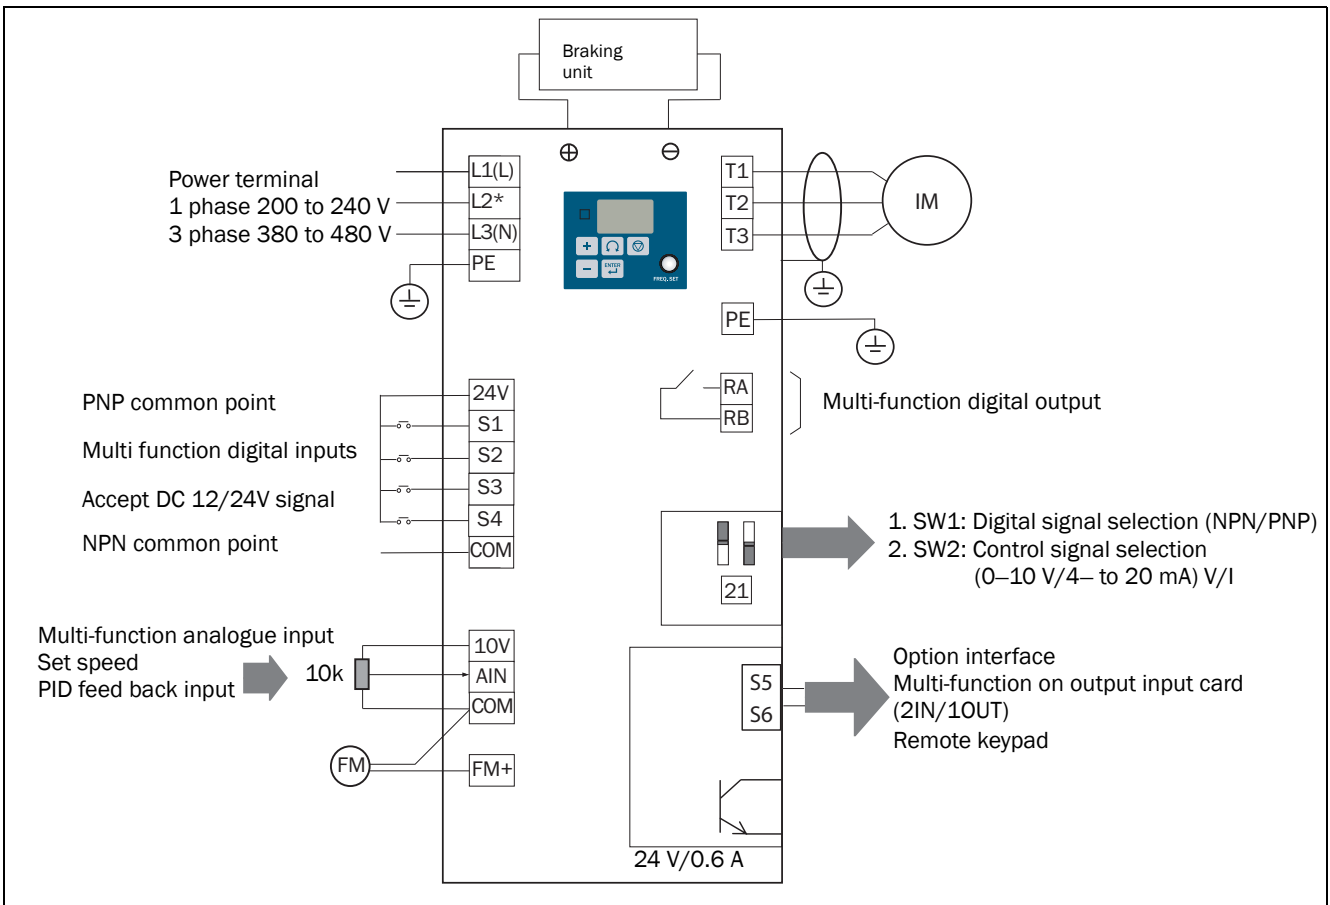 Braking
unit
⊕ ⊖
Power terminal
1 phase 200 to 240 V
3 phase 380 to 480 V
L1(L)
L2*
L3(N)
PE
ENTER
FREQ. SET
T1
T2
T3
IM
PE
PNP common point
Multi function digital inputs
Accept DC 12/24V signal
NPN common point
24V
S1
S2
S3
S4
COM
RA
RB
Multi-function digital output
21
1. SW1: Digital signal selection (NPN/PNP)
2. SW2: Control signal selection
(0–10 V/4– to 20 mA) V/I
Multi-function analogue input
Set speed
PID feed back input
10k
10V
AIN
COM
FM
FM+
S5
S6
Option interface
Multi-function on output input card
(2IN/1OUT)
Remote keypad
24 V/0.6 A